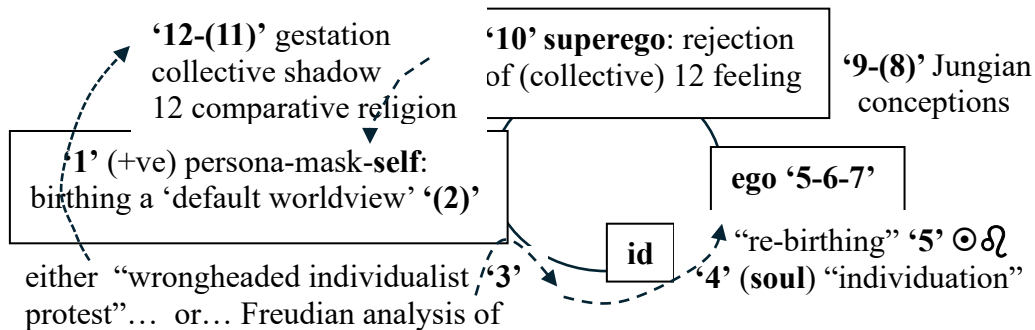 ‘12-(11)’ gestation
collective shadow
12 comparative religion
‘10’ superego: rejection
of (collective) 12 feeling
‘9-(8)’ Jungian
conceptions
‘1’ (+ve) persona-mask-self:
birthing a ‘default worldview’ ‘(2)’
ego ‘5-6-7’
id
“re-birthing” ‘5’ ☉♌
‘4’ (soul) “individuation”
either “wrongheaded individualist ‘3’
protest”… or… Freudian analysis of